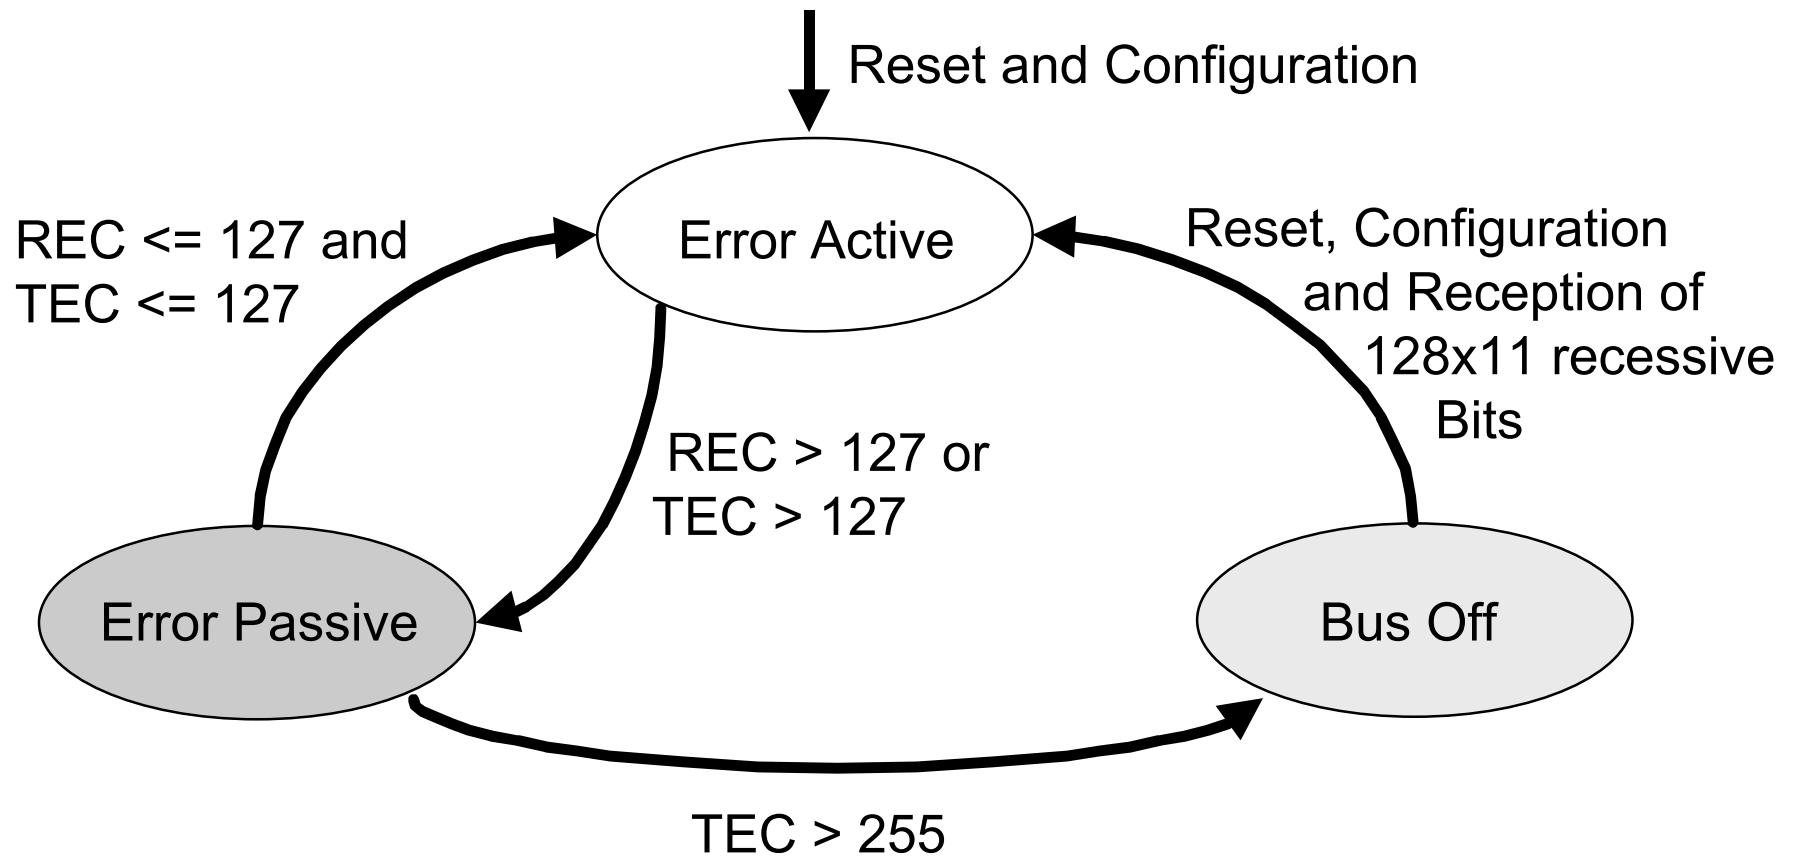 Reset and Configuration
REC <= 127 and
TEC <= 127
Error Active
Reset, Configuration
and Reception of
128x11 recessive
Bits
REC > 127 or
TEC > 127
Error Passive
Bus Off
TEC > 255